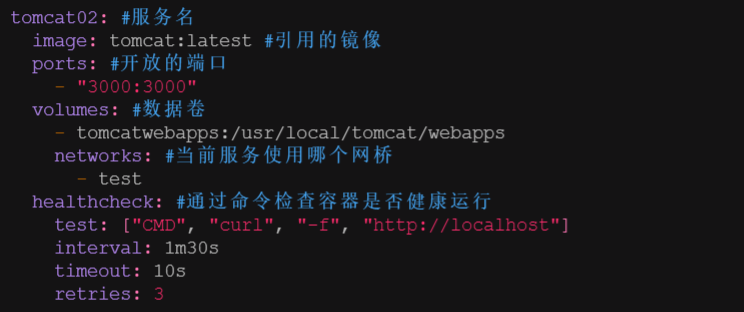 tomcat02: #服务名
  image: tomcat:latest #引用的镜像
  ports: #开放的端口
    - "3000:3000"
  volumes: #数据卷
    - tomcatwebapps:/usr/local/tomcat/webapps
    networks: #当前服务使用哪个网桥
      - test
  healthcheck: #通过命令检查容器是否健康运行
    test: ["CMD", "curl", "-f", "http://localhost"]
    interval: 1m30s
    timeout: 10s
    retries: 3